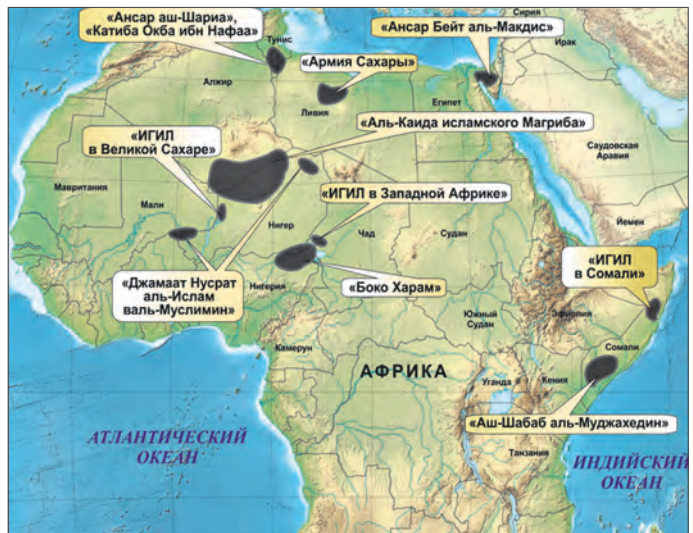 «Ансар аш-Шариа»,
«Катиба Окба ибн Нафаа»
«Ансар Бейт аль-Макдис»
Сирия
Ирак
Тунис
«Армия Сахары»
Алжир
Ливия
Египет
«Аль-Каида исламского Магриба»
«ИГИЛ
в Великой Сахаре»
Саудовская
Аравия
Мавритания
Мали
Нигер
«ИГИЛ в Западной Африке»
Чад
Судан
Йемен
«ИГИЛ
в Сомали»
«Джамаат Нусрат
аль-Ислам
валь-Муслимин»
Нигерия
«Боко Харам»
Южный
Судан
Эфиопия
Камерун
Сомали
АФРИКА
Уганда
Кения
«Аш-Шабаб аль-Муджахедин»
АТЛАНТИЧЕСКИЙ
ОКЕАН
Танзания
ИНДИЙСКИЙ
ОКЕАН